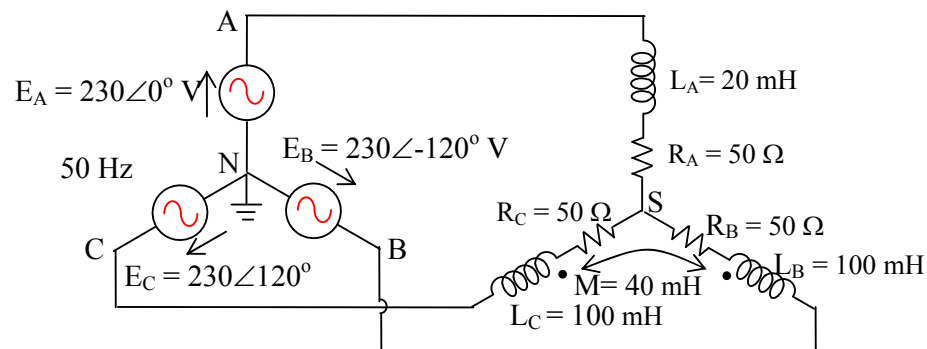 A
E_A = 230∠0° V
L_A= 20 mH
E_B = 230∠-120° V
R_A = 50 Ω
50 Hz
N
S
R_C = 50 Ω
R_B = 50 Ω
C
B
E_C = 230∠120°
M= 40 mH
L_B = 100 mH
L_C = 100 mH